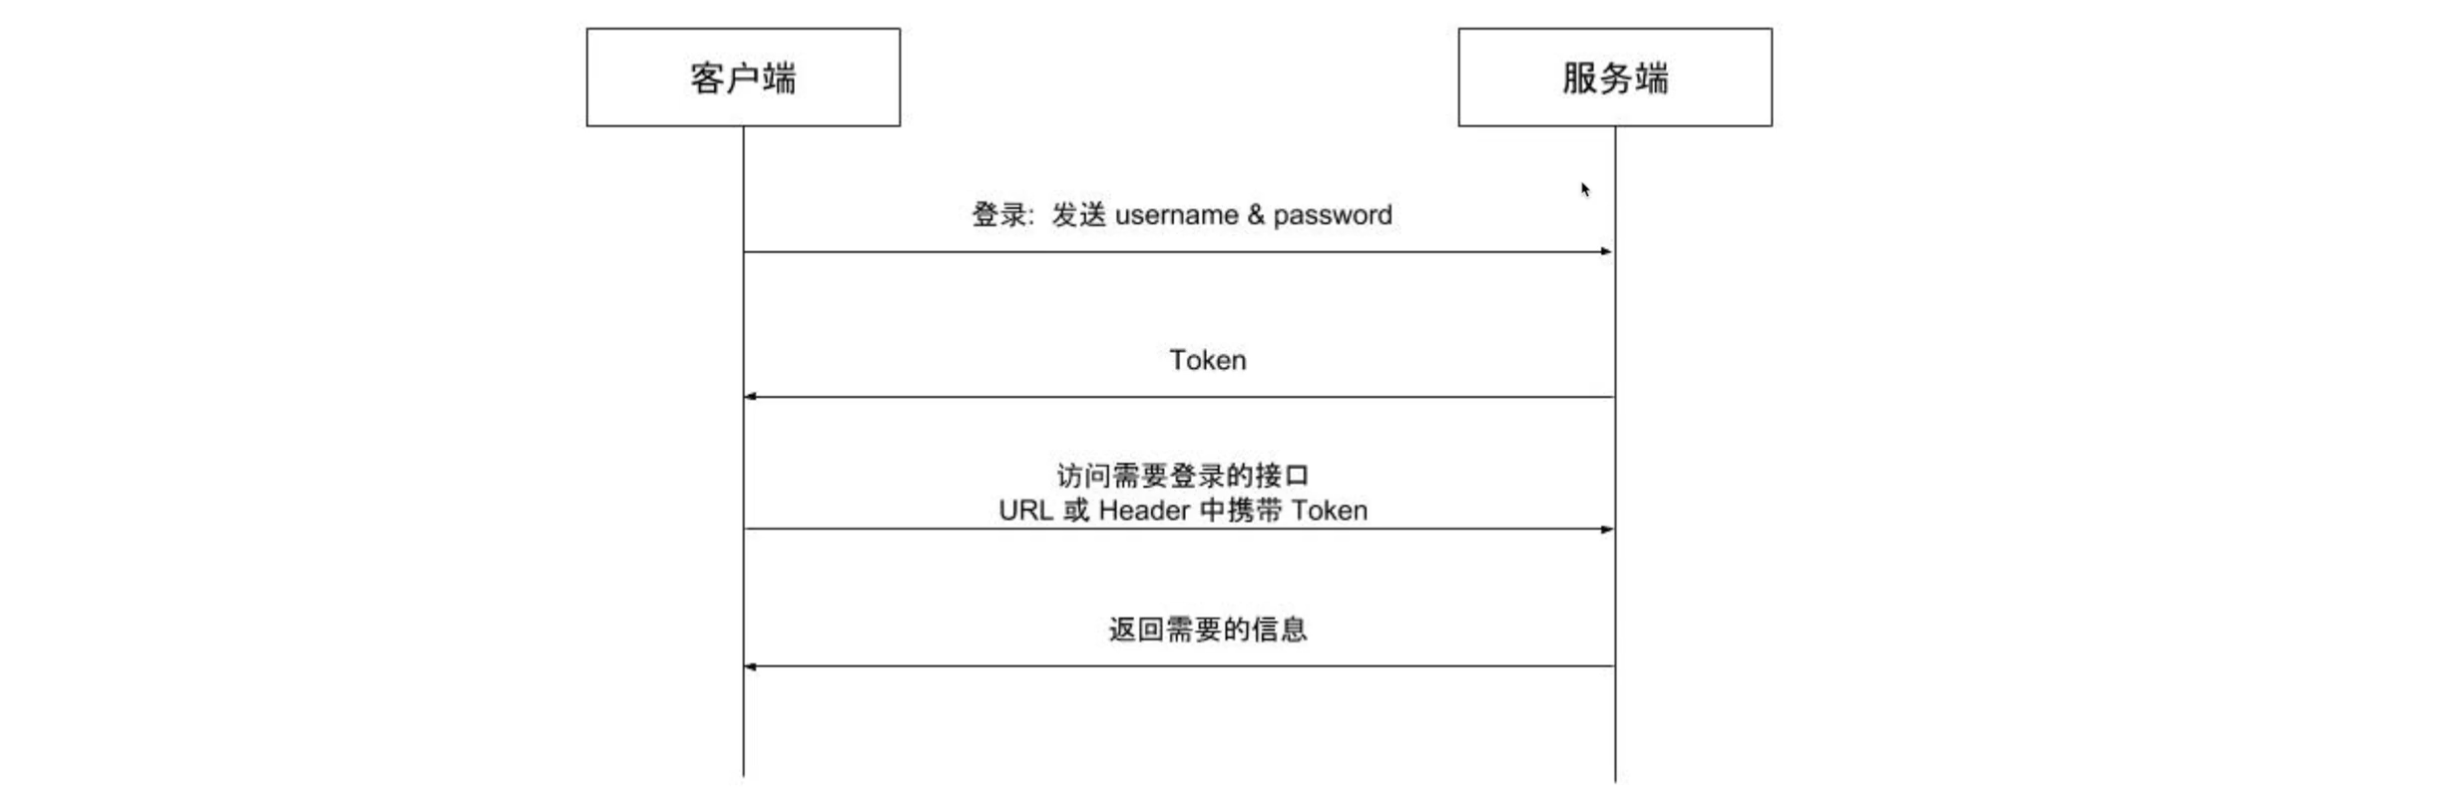 客户端
服务端
登录: 发送 username & password
Token
访问需要登录的接口
URL 或 Header 中携带 Token
返回需要的信息